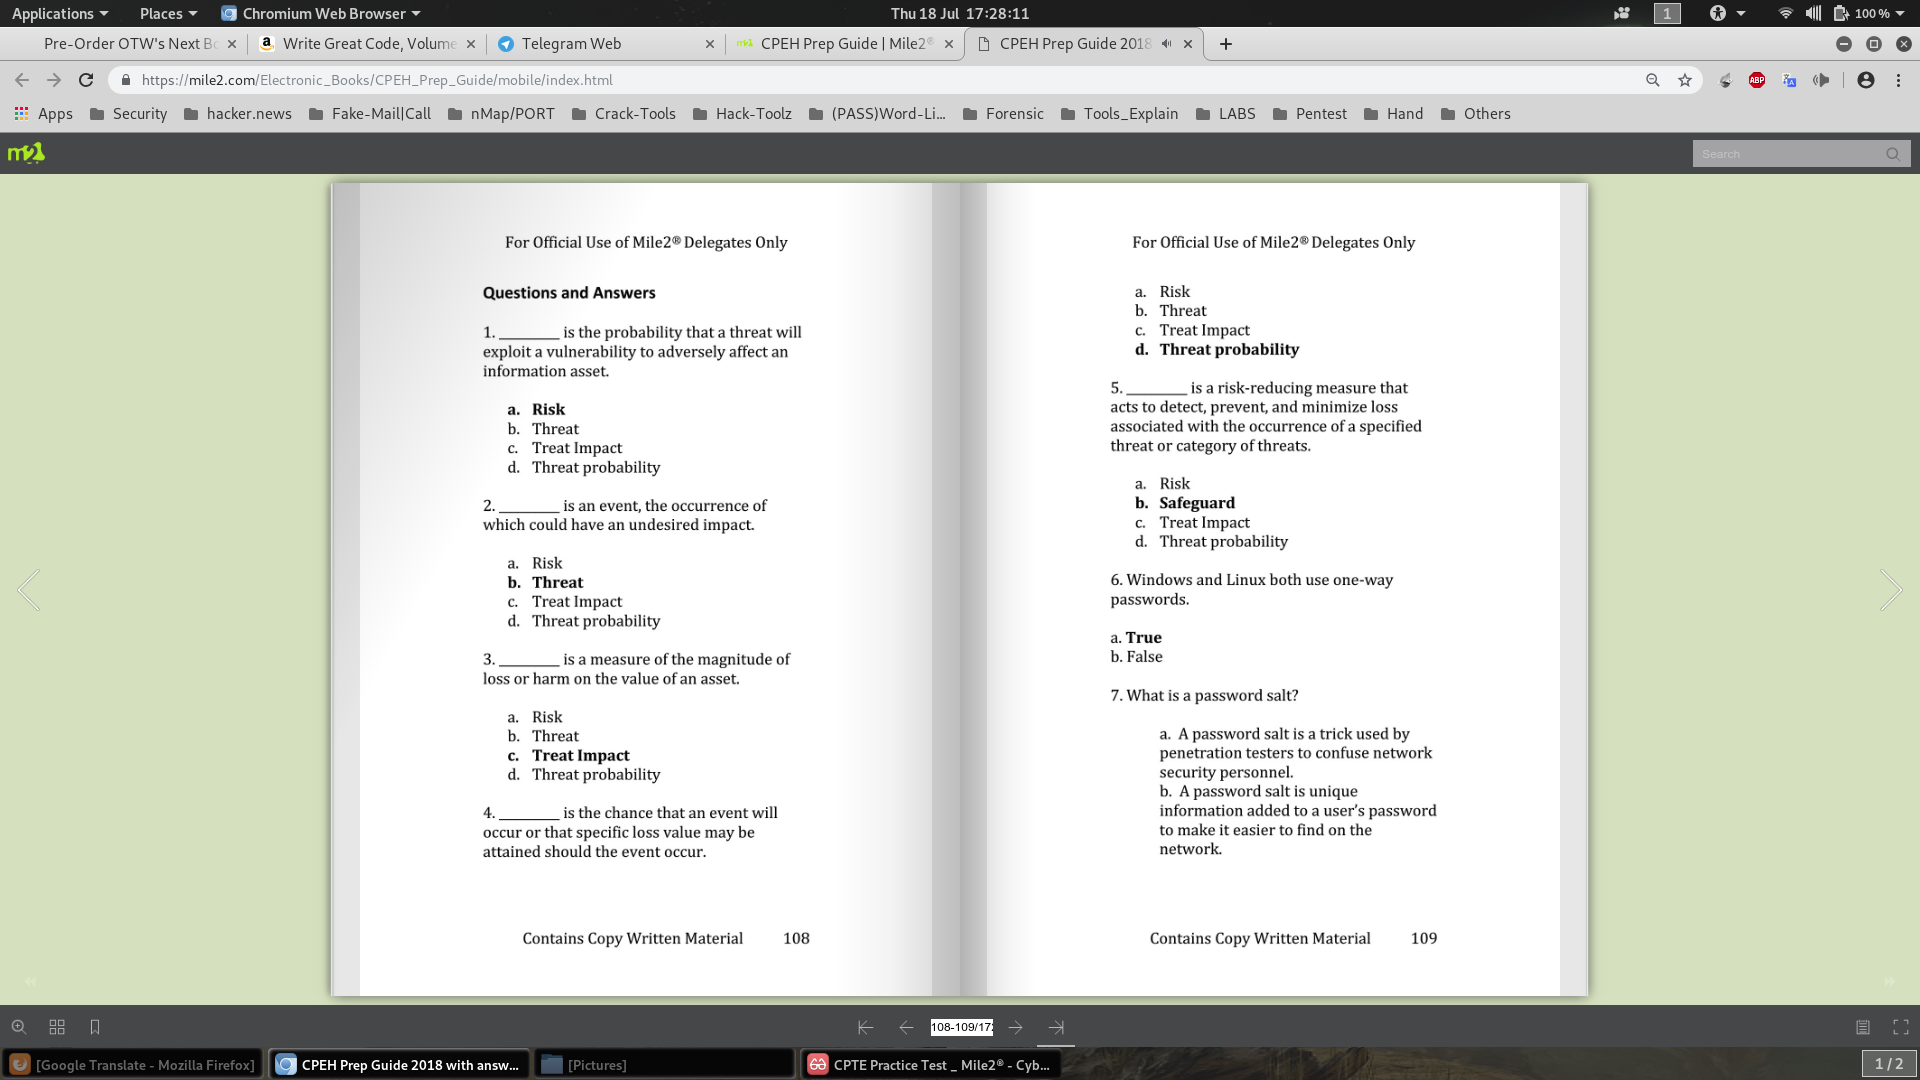 Applications Places Chromium Web Browser Thu 18 Jul 17:28:11 1 100 %
Pre-Order OTW's Next Bo Write Great Code, Volume Telegram Web CPEH Prep Guide | Mile2® CPEH Prep Guide 2018
https://mile2.com/Electronic_Books/CPEH_Prep_Guide/mobile/index.html ABP
Apps Security hacker.news Fake-Mail|Call nMap/PORT Crack-Tools Hack-Toolz (PASS)Word-Li... Forensic Tools_Explain LABS Pentest Hand Others
m2 Search
For Official Use of Mile2® Delegates Only
Questions and Answers
1. ________ is the probability that a threat will
exploit a vulnerability to adversely affect an
information asset.
a. Risk
b. Threat
c. Treat Impact
d. Threat probability
2. ________ is an event, the occurrence of
which could have an undesired impact.
a. Risk
b. Threat
c. Treat Impact
d. Threat probability
3. ________ is a measure of the magnitude of
loss or harm on the value of an asset.
a. Risk
b. Threat
c. Treat Impact
d. Threat probability
4. ________ is the chance that an event will
occur or that specific loss value may be
attained should the event occur.
Contains Copy Written Material 108
For Official Use of Mile2® Delegates Only
a. Risk
b. Threat
c. Treat Impact
d. Threat probability
5. ________ is a risk-reducing measure that
acts to detect, prevent, and minimize loss
associated with the occurrence of a specified
threat or category of threats.
a. Risk
b. Safeguard
c. Treat Impact
d. Threat probability
6. Windows and Linux both use one-way
passwords.
a. True
b. False
7. What is a password salt?
a. A password salt is a trick used by
penetration testers to confuse network
security personnel.
b. A password salt is unique
information added to a user's password
to make it easier to find on the
network.
Contains Copy Written Material 109
108-109/17
[Google Translate - Mozilla Firefox] CPEH Prep Guide 2018 with answ... [Pictures] CPTE Practice Test _ Mile2® - Cyb... 1 / 2